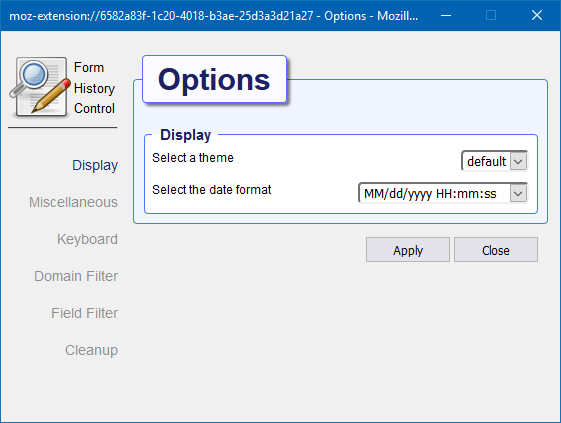 moz-extension://6582a83f-1c20-4018-b3ae-25d3a3d21a27 - Options - Mozill...
Form
History
Control
Options
Display
Display
Select a theme
default
Miscellaneous
Select the date format
MM/dd/yyyy HH:mm:ss
Keyboard
Apply
Close
Domain Filter
Field Filter
Cleanup